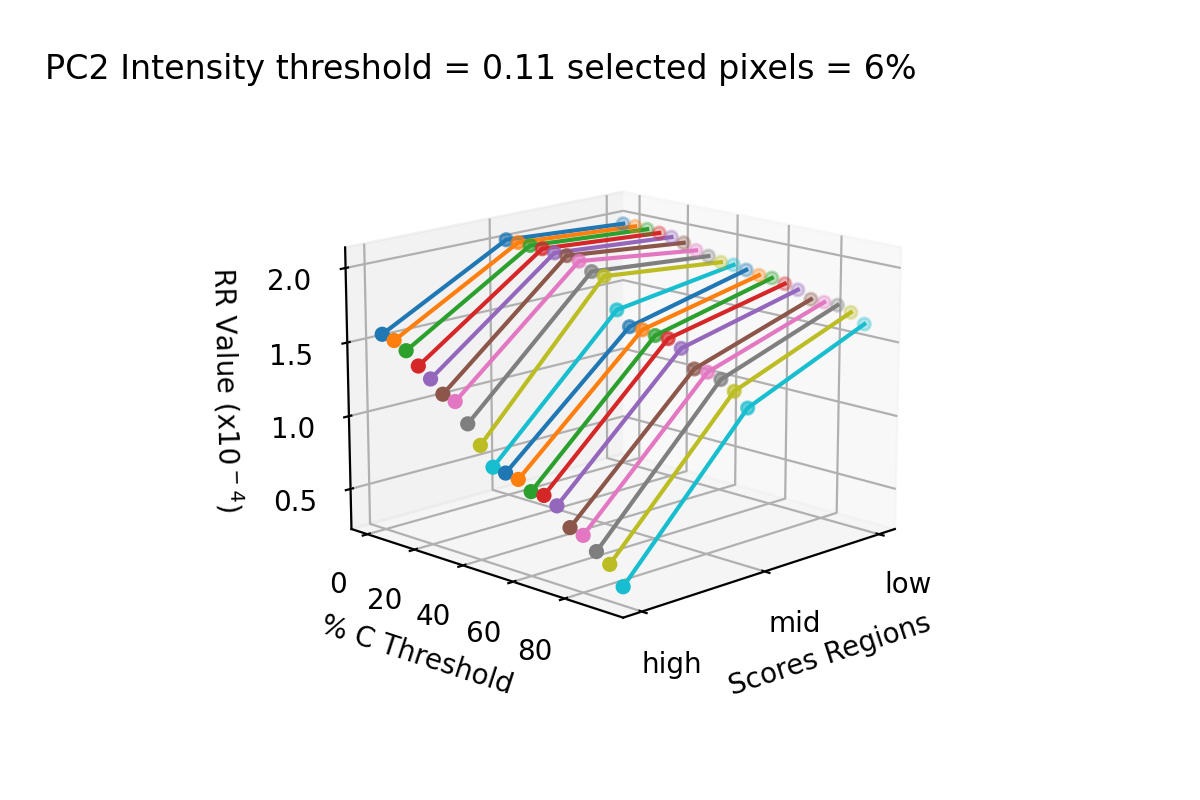 PC2 Intensity threshold = 0.11 selected pixels = 6%
2.0
1.5
1.0
0.5
RR Value (x10⁻⁴)
0
20
40
60
80
% C Threshold
high
mid
low
Scores Regions